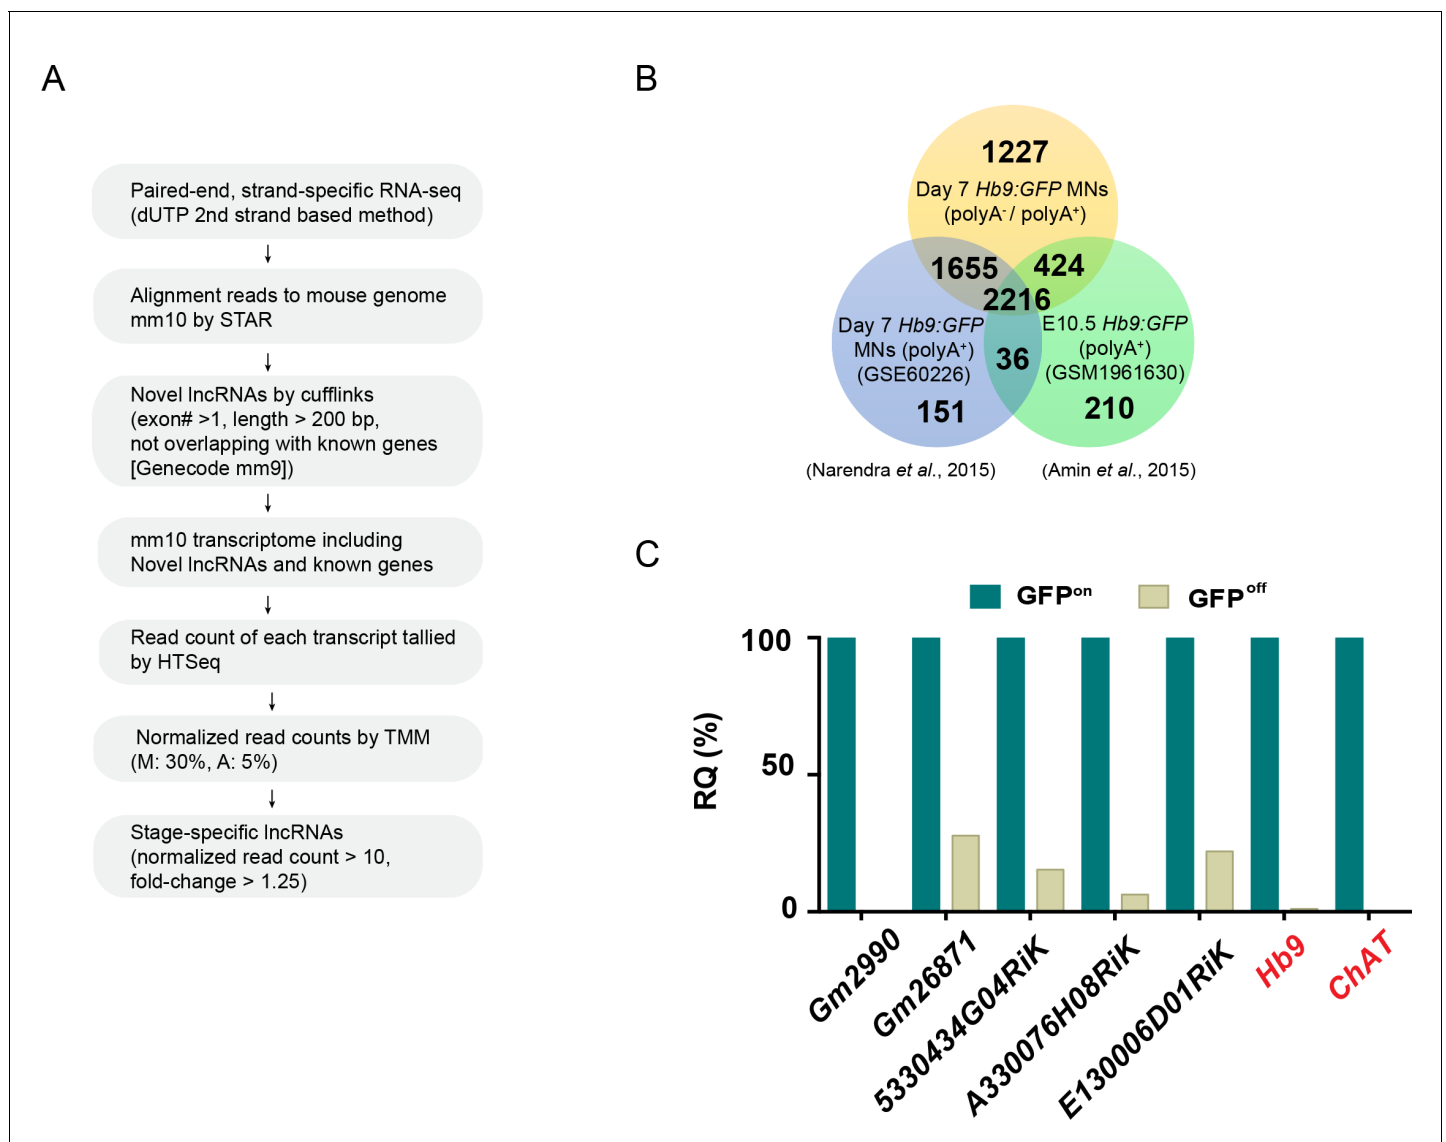 A
Paired-end, strand-specific RNA-seq
(dUTP 2nd strand based method)
Alignment reads to mouse genome
mm10 by STAR
Novel lncRNAs by cufflinks
(exon# >1, length > 200 bp,
not overlapping with known genes
[Genecode mm9])
mm10 transcriptome including
Novel lncRNAs and known genes
Read count of each transcript tallied
by HTSeq
Normalized read counts by TMM
(M: 30%, A: 5%)
Stage-specific lncRNAs
(normalized read count > 10,
fold-change > 1.25)
B
1227
Day 7 Hb9:GFP MNs
(polyA⁻ / polyA⁺)
1655
424
2216
Day 7 Hb9:GFP
MNs (polyA⁺)
(GSE60226)
151
36
E10.5 Hb9:GFP
(polyA⁺)
(GSM1961630)
210
(Narendra et al., 2015)
(Amin et al., 2015)
C
GFPᵒⁿ
GFPᵒᶠᶠ
RQ (%)
100
50
0
Gm2990
Gm26871
5330434G04RiK
A330076H08RiK
E130006D01RiK
Hb9
ChAT